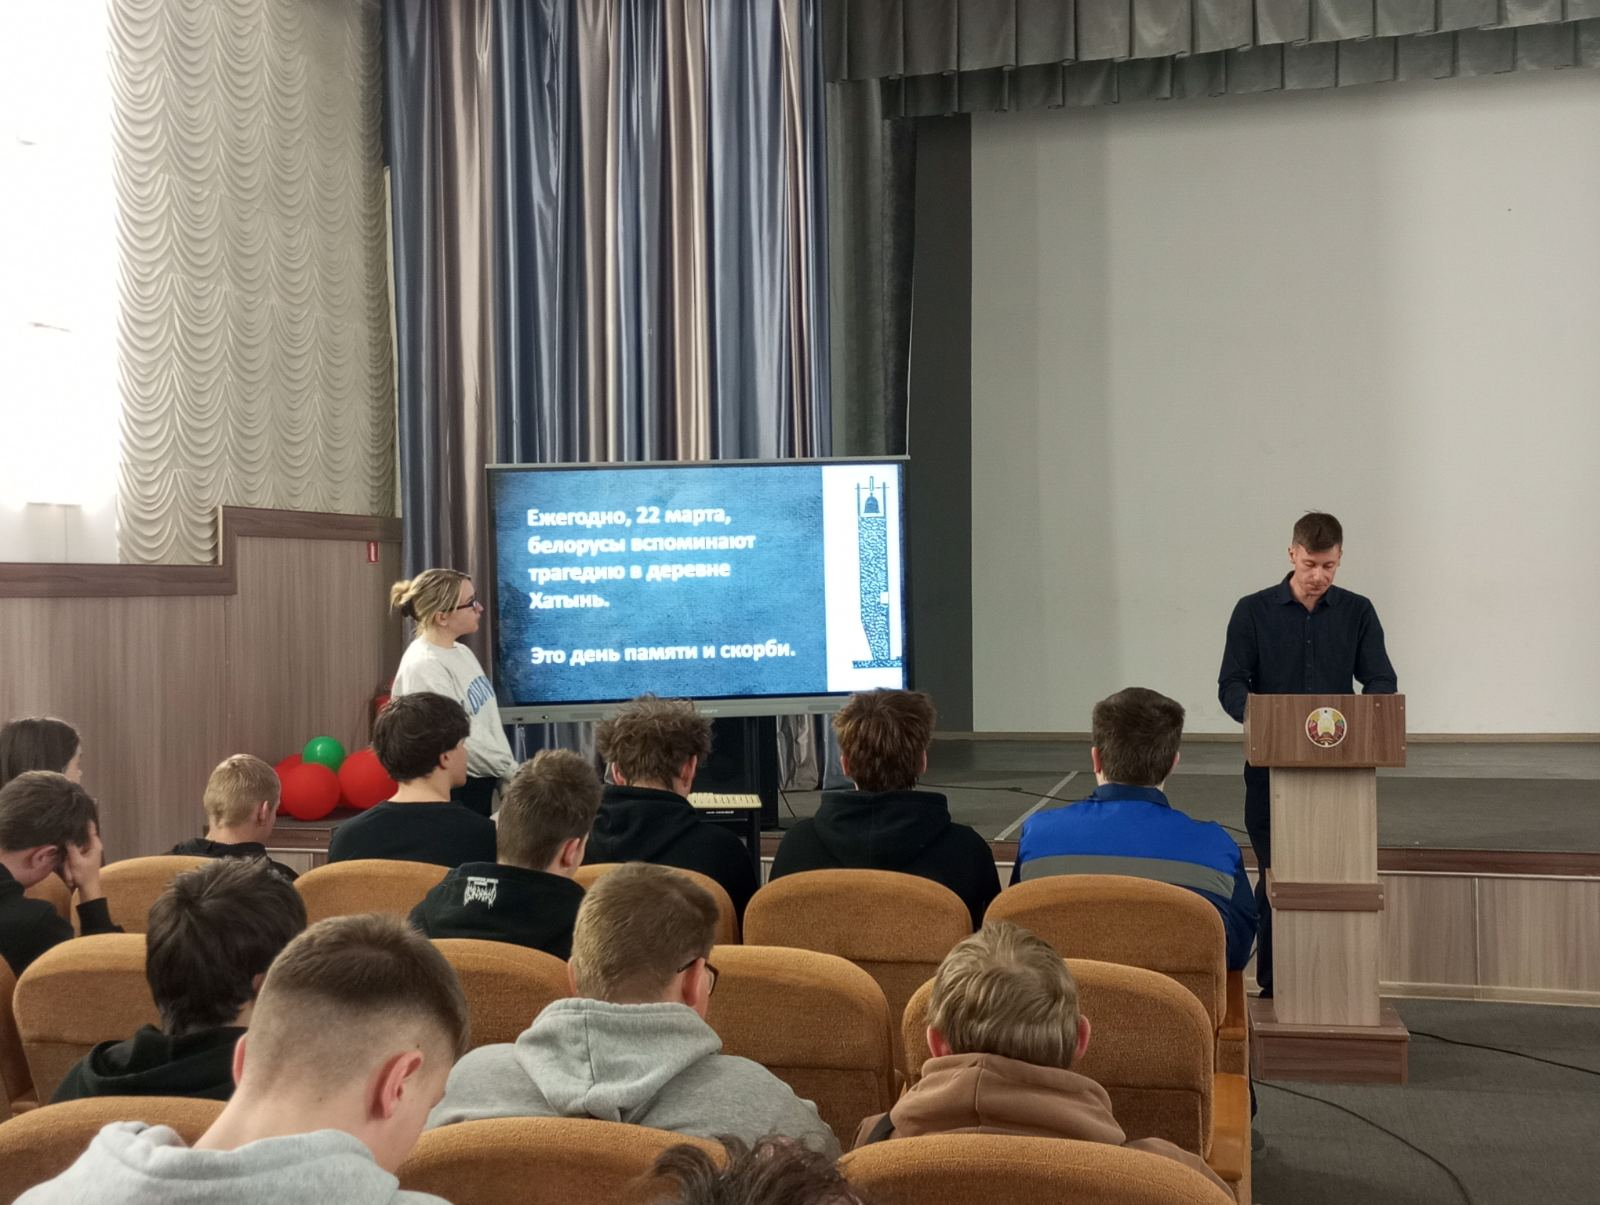 Ежегодно, 22 марта,
белорусы вспоминают
трагедию в деревне
Хатынь.
Это день памяти и скорби.